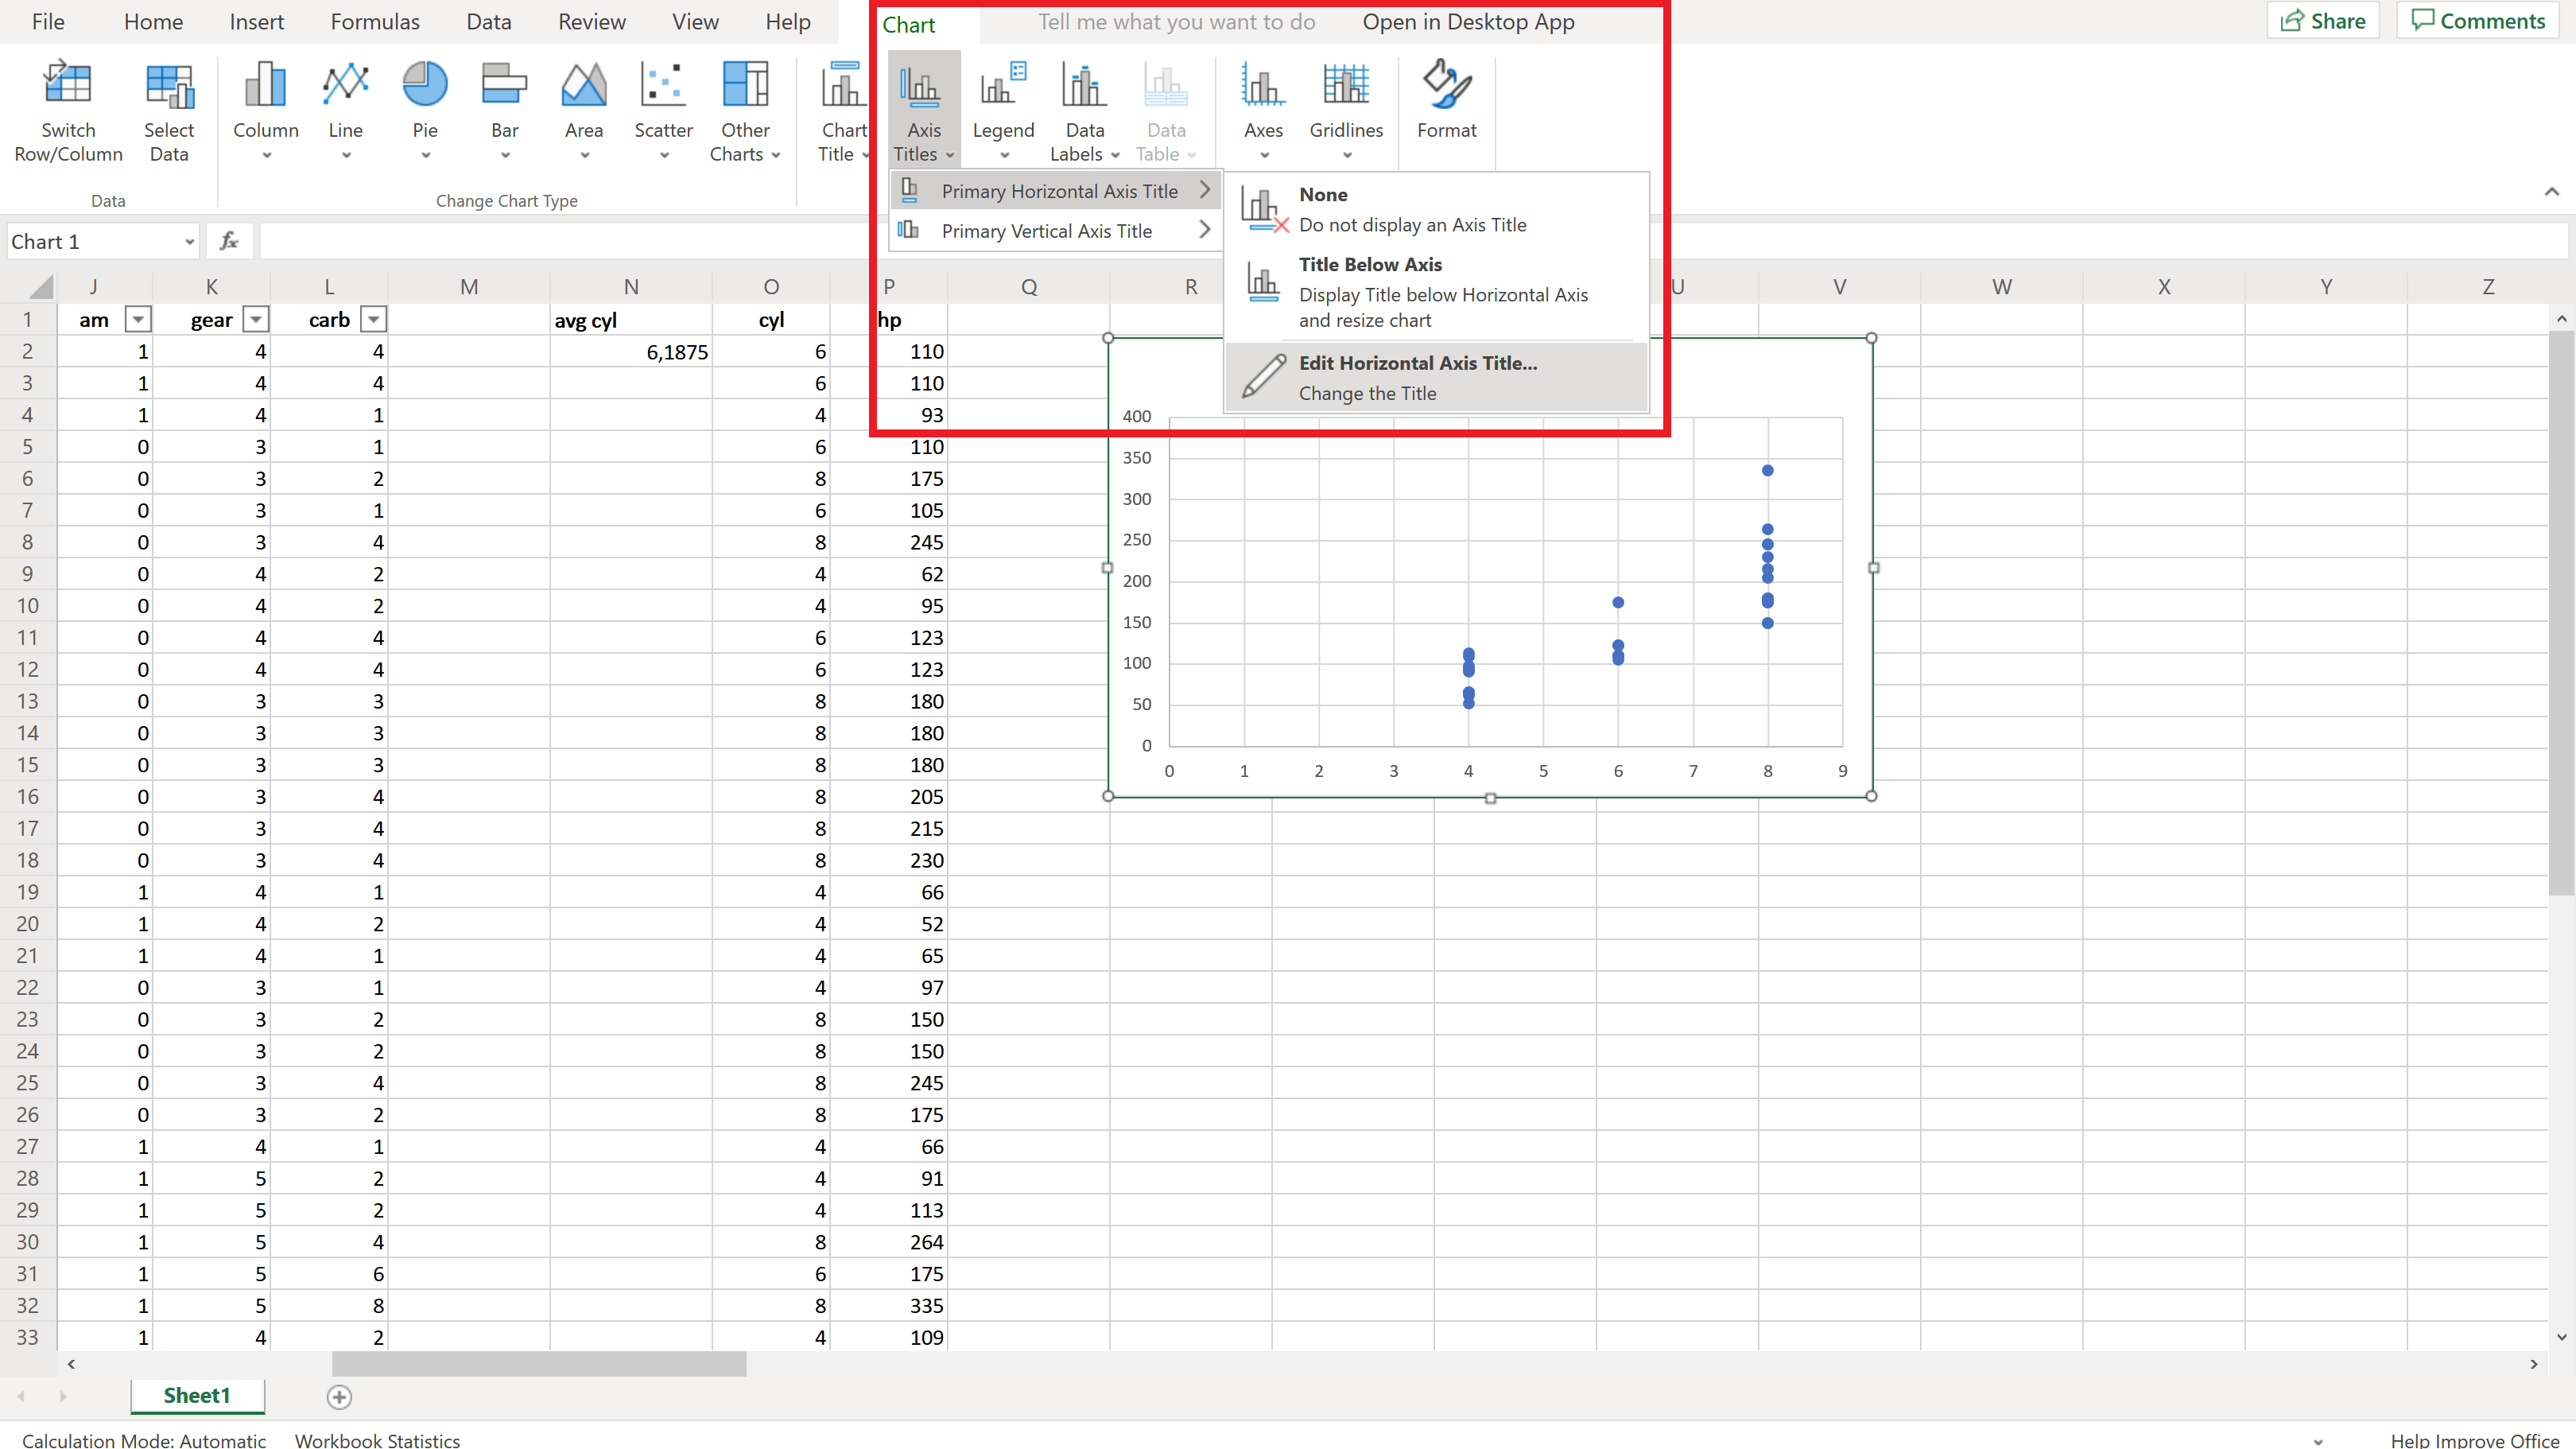 File Home Insert Formulas Data Review View Help Chart Tell me what you want to do Open in Desktop App Share Comments
Switch Row/Column
Select Data
Column
Line
Pie
Bar
Area
Scatter
Other Charts
Chart Title
Axis Titles
Legend
Data Labels
Data Table
Axes
Gridlines
Format
Data
Change Chart Type
Primary Horizontal Axis Title
Primary Vertical Axis Title
None
Do not display an Axis Title
Title Below Axis
Display Title below Horizontal Axis
and resize chart
Edit Horizontal Axis Title...
Change the Title
Chart 1 fx
J K L M N O P Q R U V W X Y Z
1 am gear carb avg cyl cyl hp
2 1 4 4 6,1875 6 110
3 1 4 4 6 110
4 1 4 1 4 93
5 0 3 1 6 110
6 0 3 2 8 175
7 0 3 1 6 105
8 0 3 4 8 245
9 0 4 2 4 62
10 0 4 2 4 95
11 0 4 4 6 123
12 0 4 4 6 123
13 0 3 3 8 180
14 0 3 3 8 180
15 0 3 3 8 180
16 0 3 4 8 205
17 0 3 4 8 215
18 0 3 4 8 230
19 1 4 1 4 66
20 1 4 2 4 52
21 1 4 1 4 65
22 0 3 1 4 97
23 0 3 2 8 150
24 0 3 2 8 150
25 0 3 4 8 245
26 0 3 2 8 175
27 1 4 1 4 66
28 1 5 2 4 91
29 1 5 2 4 113
30 1 5 4 8 264
31 1 5 6 6 175
32 1 5 8 8 335
33 1 4 2 4 109
400
350
300
250
200
150
100
50
0
0 1 2 3 4 5 6 7 8 9
Sheet1
Calculation Mode: Automatic Workbook Statistics Help Improve Office